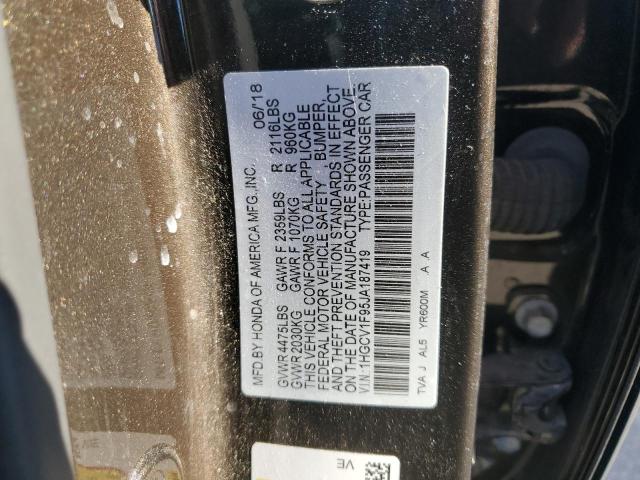 MFD.BY HONDA OF AMERICA MFG.,INC. 06/18
GVWR 4475LBS GAWR F 2359LBS R 2116LBS
GVWR 2030KG GAWR F 1070KG R 960KG
THIS VEHICLE CONFORMS TO ALL APPLICABLE
FEDERAL MOTOR VEHICLE SAFETY , BUMPER,
AND THEFT PREVENTION STANDARDS IN EFFECT
ON THE DATE OF MANUFACTURE SHOWN ABOVE.
V.I.N.: 1HGCV1F95JA187419 TYPE:PASSENGER CAR
TVA J AL5 YR600M A A
VE